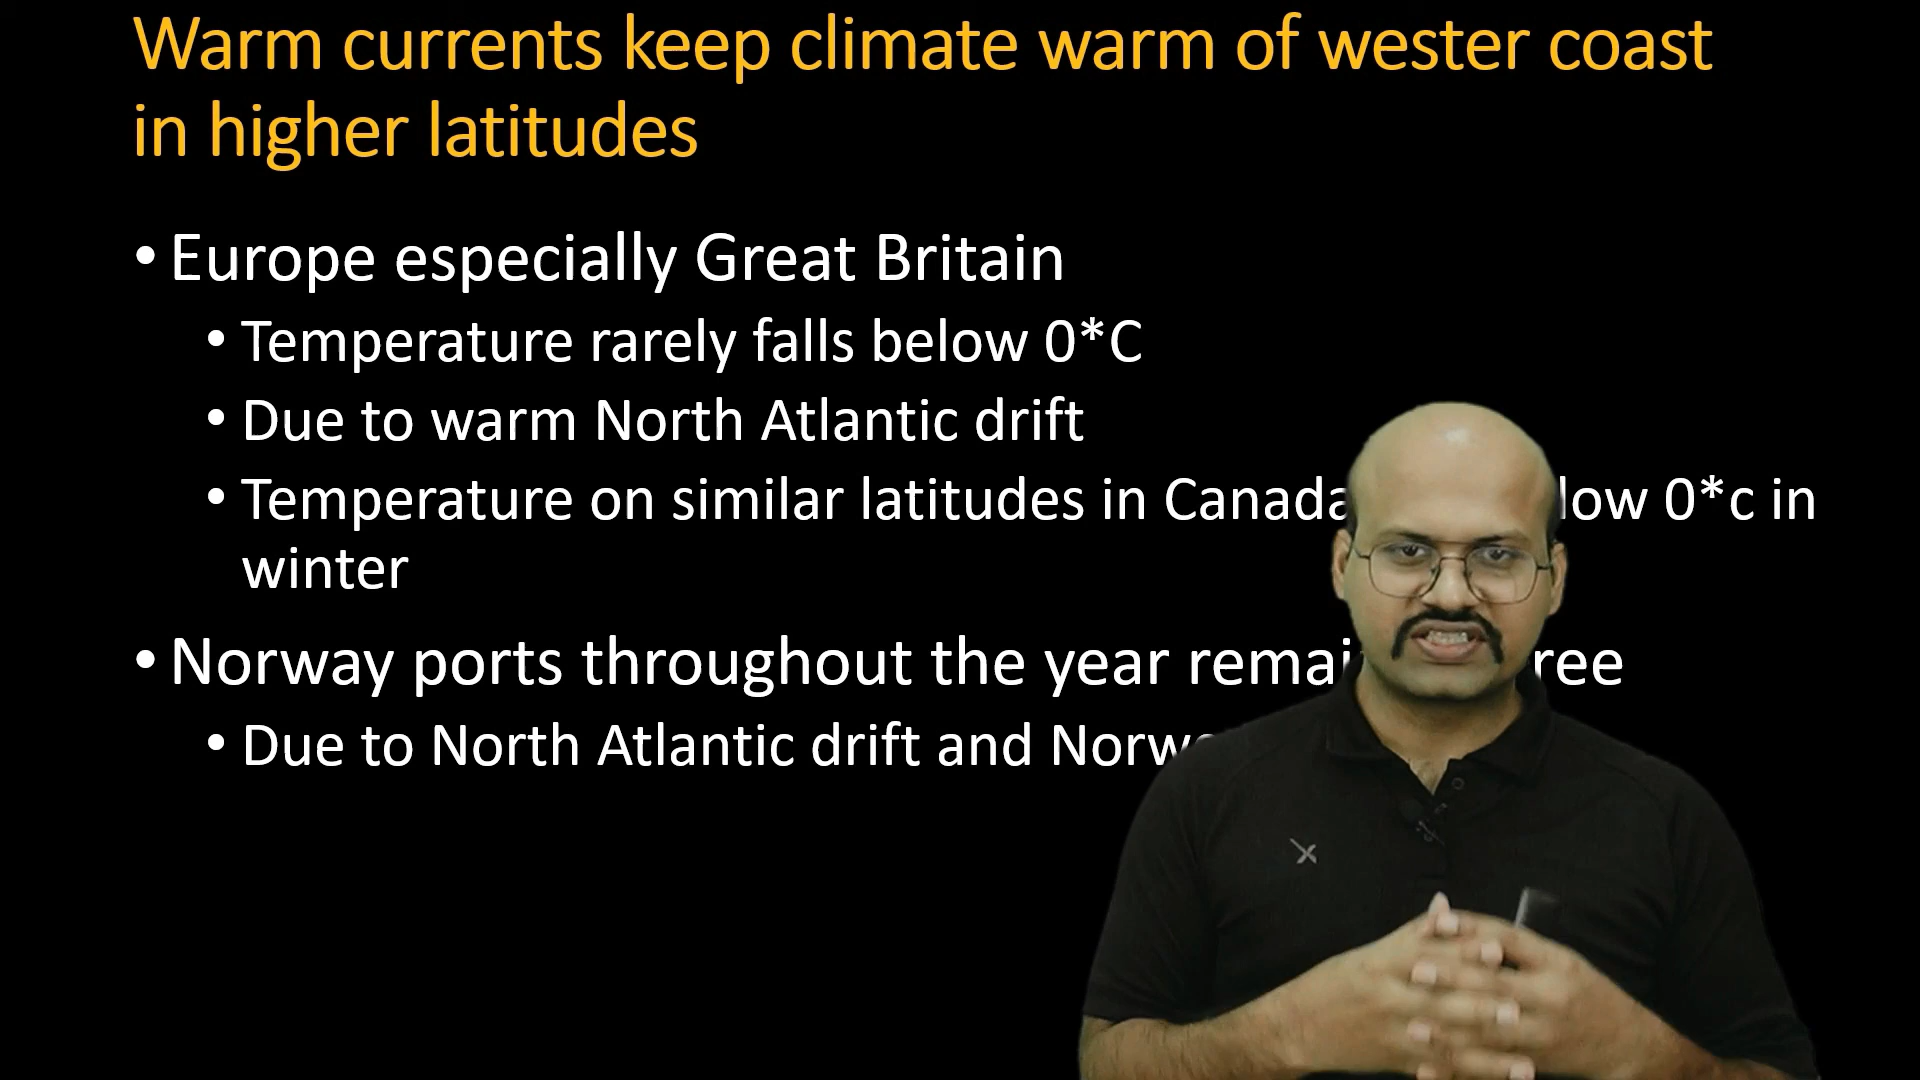 Warm currents keep climate warm of wester coast
in higher latitudes
• Europe especially Great Britain
• Temperature rarely falls below 0*C
• Due to warm North Atlantic drift
• Temperature on similar latitudes in Canada 0*c in
winter
• Norway ports throughout the year
• Due to North Atlantic drift and